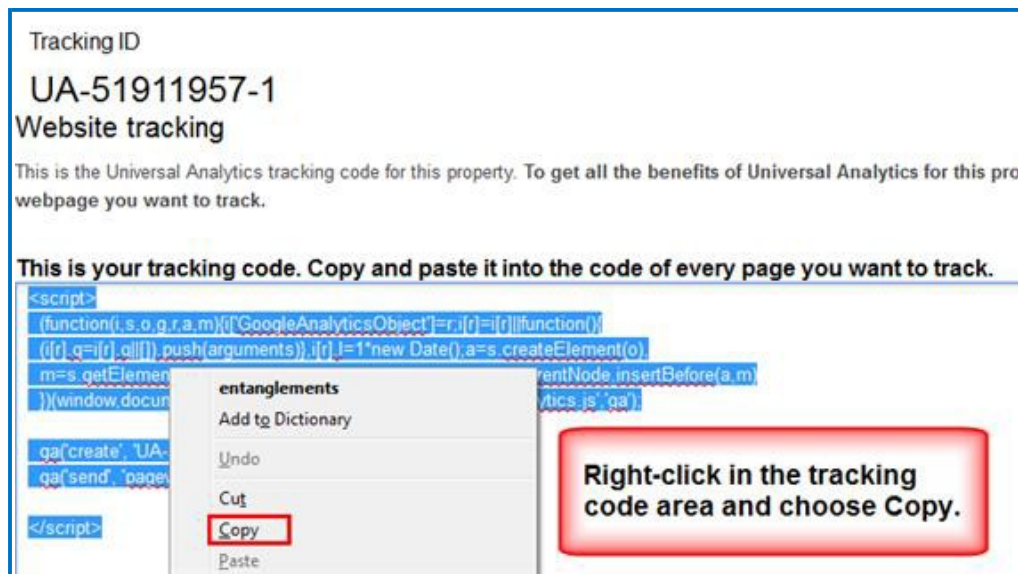 Tracking ID
UA-51911957-1
Website tracking
This is the Universal Analytics tracking code for this property. To get all the benefits of Universal Analytics for this pro
webpage you want to track.
This is your tracking code. Copy and paste it into the code of every page you want to track.
<script>
(function(i,s,o,g,r,a,m){i['GoogleAnalyticsObject']=r;i[r]=i[r]||function(){
(i[r].q=i[r].q||[]).push(arguments)},i[r].l=1*new Date();a=s.createElement(o),
m=s.getElemen rentNode.insertBefore(a,m)
})(window,docun ytics.js','ga');
ga('create', 'UA-
ga('send', 'pagev
</script>
entanglements
Add to Dictionary
Undo
Cut
Copy
Paste
Right-click in the tracking
code area and choose Copy.